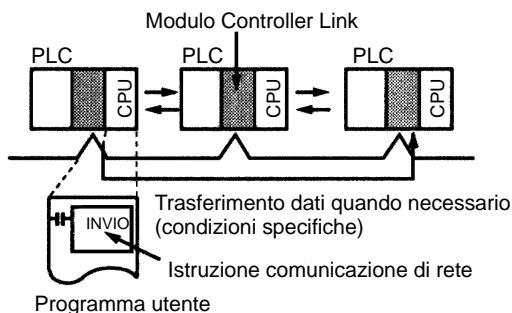 Modulo Controller Link
PLC PLC PLC
CPU CPU CPU
Trasferimento dati quando necessario
(condizioni specifiche)
INVIO
Istruzione comunicazione di rete
Programma utente